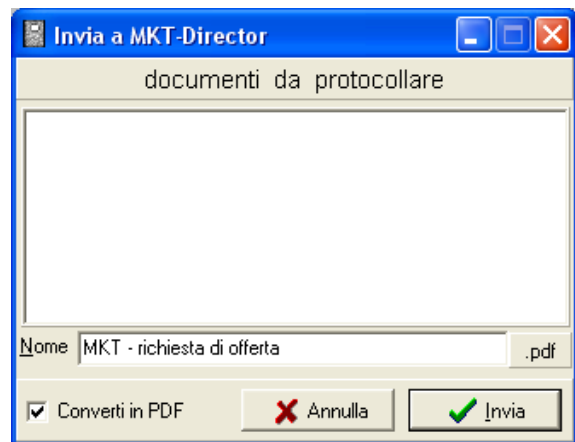 Invia a MKT-Director
documenti da protocollare
Nome MKT - richiesta di offerta .pdf
Converti in PDF Annulla Invia